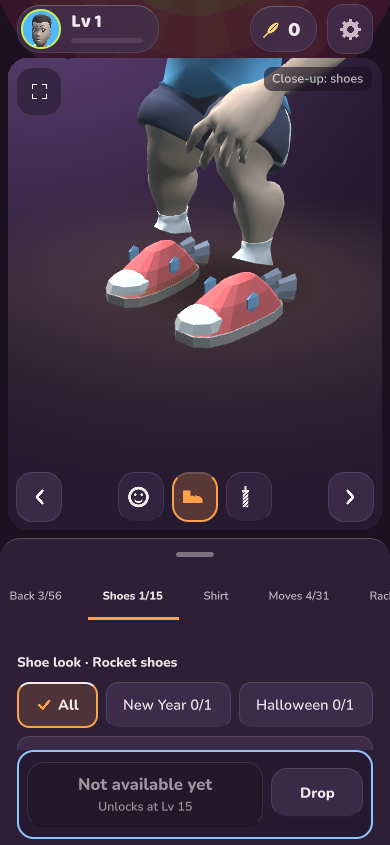 Lv 1
0
Close-up: shoes
Back 3/56
Shoes 1/15
Shirt
Moves 4/31
Shoe look · Rocket shoes
All
New Year 0/1
Halloween 0/1
Not available yet
Unlocks at Lv 15
Drop